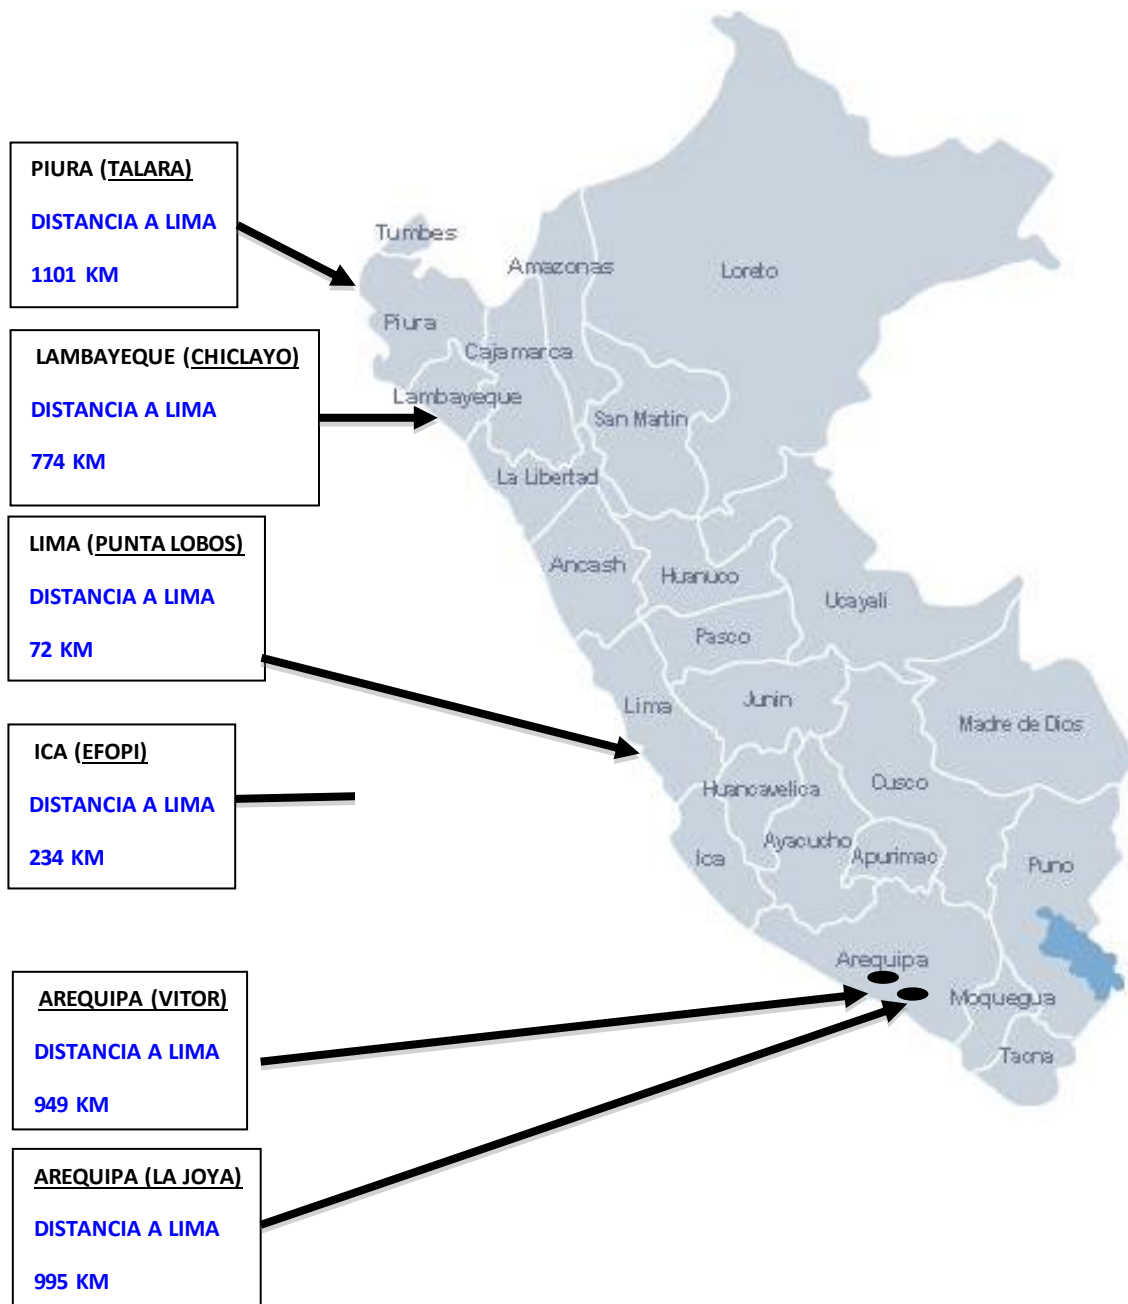 PIURA (TALARA)
DISTANCIA A LIMA
1101 KM
LAMBAYEQUE (CHICLAYO)
DISTANCIA A LIMA
774 KM
LIMA (PUNTA LOBOS)
DISTANCIA A LIMA
72 KM
ICA (EFOPI)
DISTANCIA A LIMA
234 KM
AREQUIPA (VITOR)
DISTANCIA A LIMA
949 KM
AREQUIPA (LA JOYA)
DISTANCIA A LIMA
995 KM
Tumbes
Amazonas
Loreto
Piura
Cajamarca
Lambayeque
San Martin
La Libertad
Ancash
Huanuco
Ucayali
Pasco
Lima
Junin
Madre de Dios
Huancavelica
Cusco
Ayacucho
Apurimac
Ica
Puno
Arequipa
Moquegua
Tacna